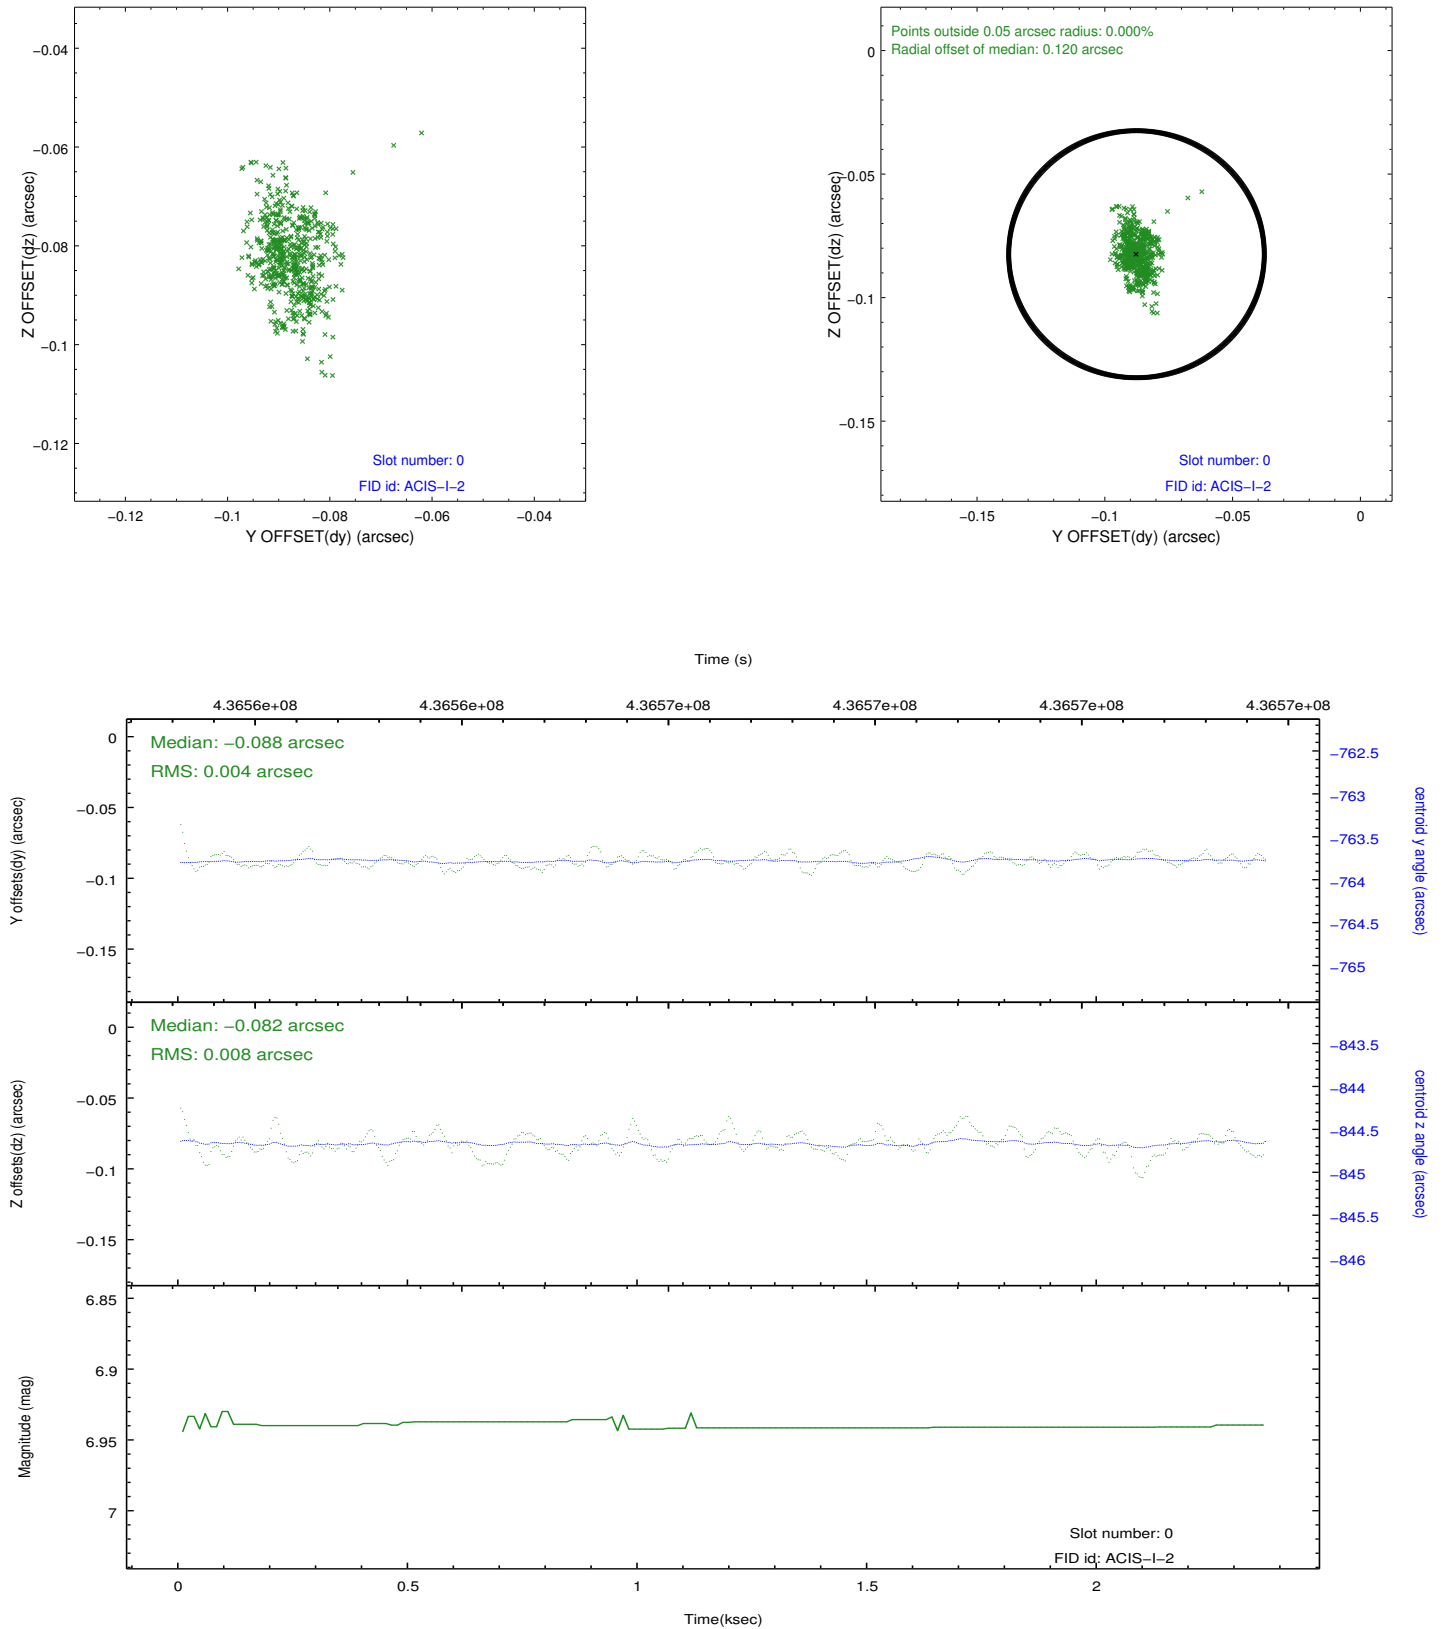 −0.04
−0.06
−0.08
−0.1
−0.12
Z OFFSET(dz) (arcsec)
Slot number: 0
FID id: ACIS−I−2
−0.12
−0.1
−0.08
−0.06
−0.04
Y OFFSET(dy) (arcsec)
Points outside 0.05 arcsec radius: 0.000%
Radial offset of median: 0.120 arcsec
0
−0.05
−0.1
−0.15
Z OFFSET(dz) (arcsec)
Slot number: 0
FID id: ACIS−I−2
−0.15
−0.1
−0.05
0
Y OFFSET(dy) (arcsec)
Time (s)
4.3656e+08
4.3656e+08
4.3657e+08
4.3657e+08
4.3657e+08
4.3657e+08
Median: −0.088 arcsec
RMS: 0.004 arcsec
0
−0.05
−0.1
−0.15
Y offsets(dy) (arcsec)
−762.5
−763
−763.5
−764
−764.5
−765
centroid y angle (arcsec)
Median: −0.082 arcsec
RMS: 0.008 arcsec
0
−0.05
−0.1
−0.15
Z offsets(dz) (arcsec)
−843.5
−844
−844.5
−845
−845.5
−846
centroid z angle (arcsec)
6.85
6.9
6.95
7
Magnitude (mag)
Slot number: 0
FID id: ACIS−I−2
0
0.5
1
1.5
2
Time(ksec)